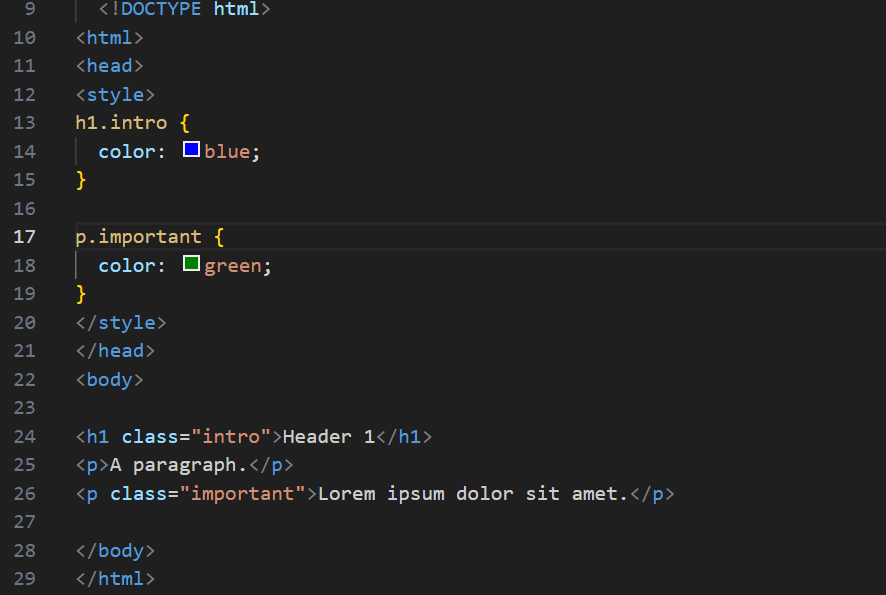 9 <!DOCTYPE html>
10 <html>
11 <head>
12 <style>
13 h1.intro {
14 color: blue;
15 }
16
17 p.important {
18 color: green;
19 }
20 </style>
21 </head>
22 <body>
23
24 <h1 class="intro">Header 1</h1>
25 <p>A paragraph.</p>
26 <p class="important">Lorem ipsum dolor sit amet.</p>
27
28 </body>
29 </html>